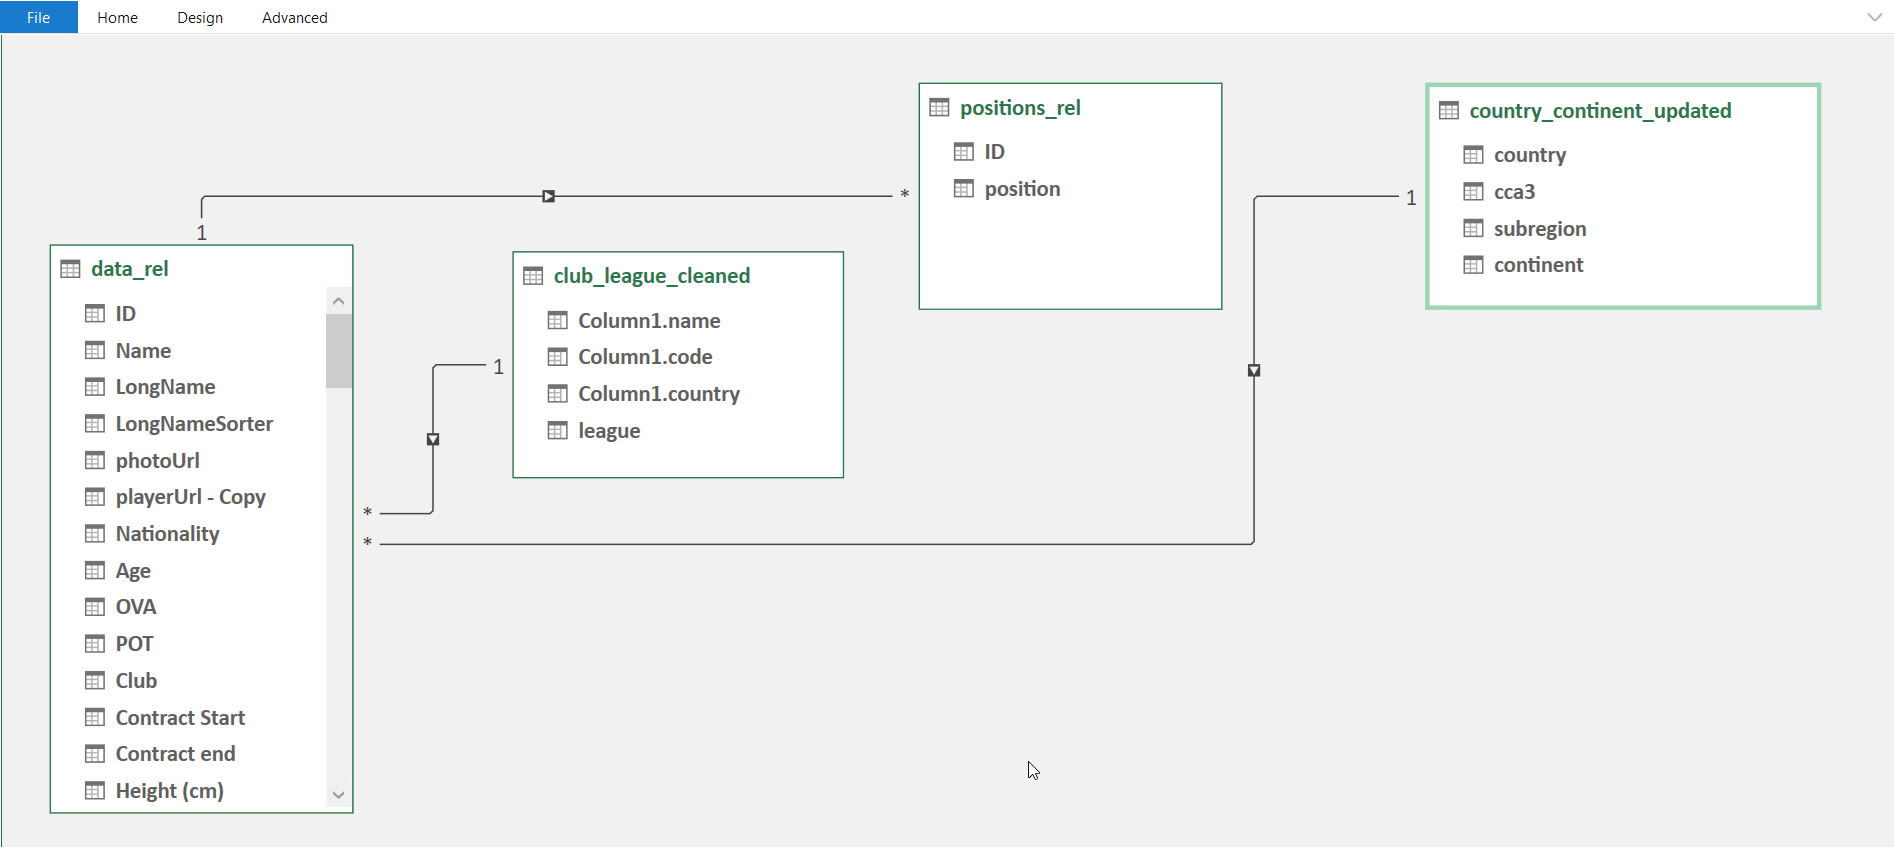 File Home Design Advanced
data_rel
ID
Name
LongName
LongNameSorter
photoUrl
playerUrl - Copy
Nationality
Age
OVA
POT
Club
Contract Start
Contract end
Height (cm)
1
*
*
club_league_cleaned
Column1.name
Column1.code
Column1.country
league
1
positions_rel
ID
position
*
country_continent_updated
country
cca3
subregion
continent
1